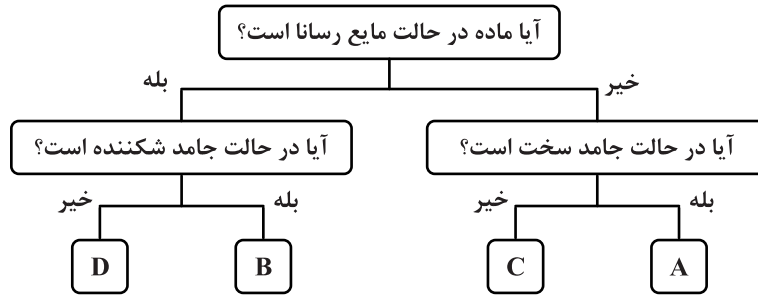 آیا ماده در حالت مایع رسانا است؟
خیر
بله
آیا در حالت جامد سخت است؟
آیا در حالت جامد شکننده است؟
بله
خیر
بله
خیر
A
C
B
D